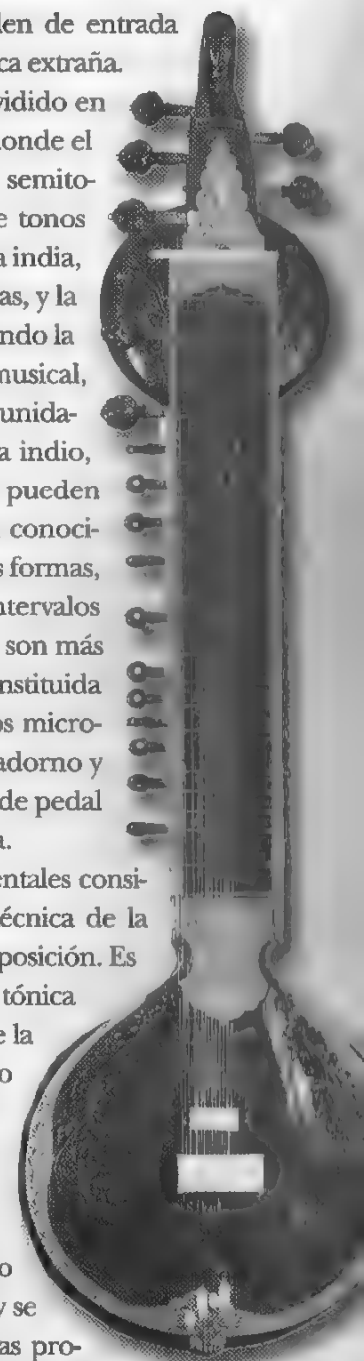 den de entrada
ca extraña.
vidido en
onde el
semito-
e tonos
a india,
as, y la
ndo la
musical,
unida-
a indio,
pueden
conoci-
s formas,
ntervalos
son más
nstituida
os micro-
adorno y
de pedal
a.
entales consi-
écnica de la
posición. Es
tónica
e la
o
o
y se
as pro-